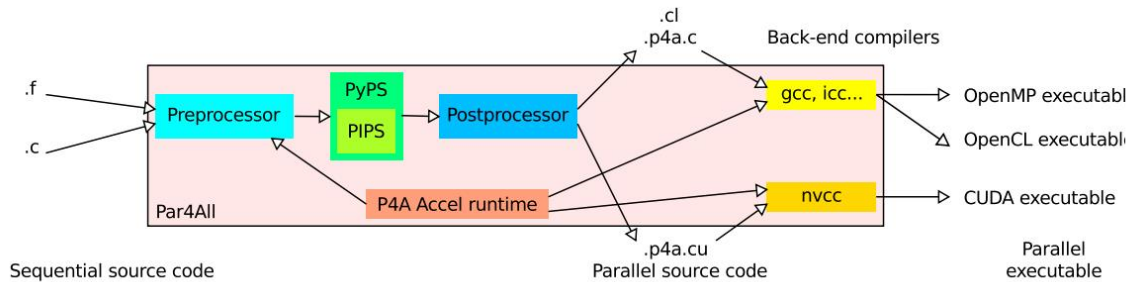 .cl
.p4a.c
Back-end compilers
.f
.c
Preprocessor
PyPS
PIPS
Postprocessor
gcc, icc...
OpenMP executabl
OpenCL executabl
P4A Accel runtime
nvcc
CUDA executable
Par4All
.p4a.cu
Sequential source code
Parallel source code
Parallel
executable